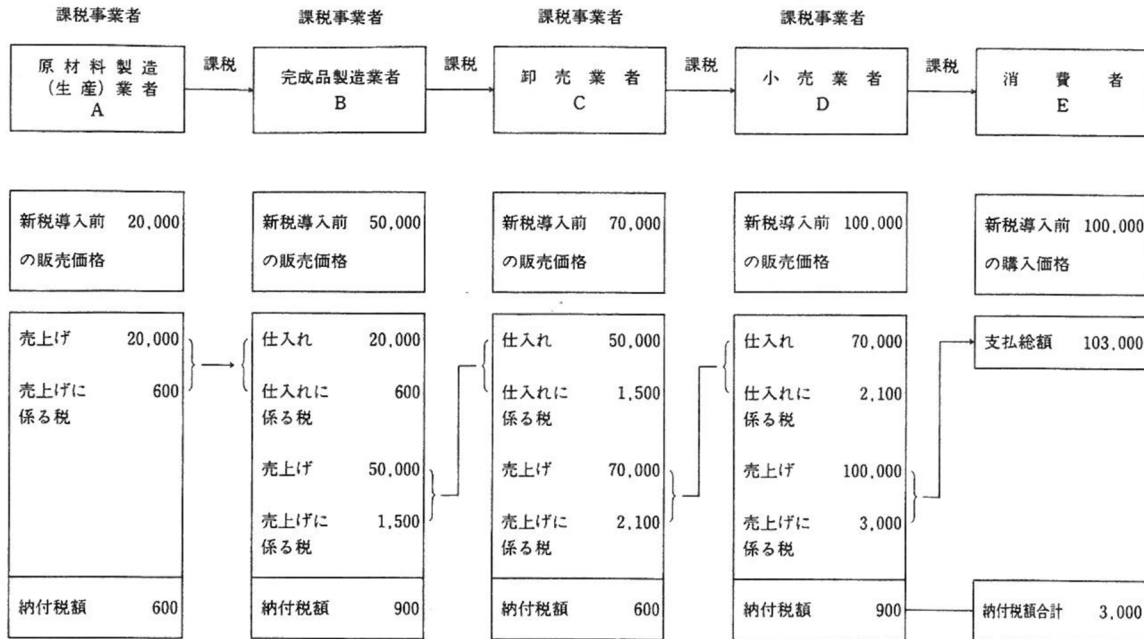 課税事業者
課税事業者
課税事業者
課税事業者
原材料製造
(生産)業者
A
課税
完成品製造業者
B
課税
卸売業者
C
課税
小売業者
D
課税
消費者
E
新税導入前 20,000
の販売価格
新税導入前 50,000
の販売価格
新税導入前 70,000
の販売価格
新税導入前 100,000
の販売価格
新税導入前 100,000
の購入価格
売上げ 20,000
売上げに 600
係る税
納付税額 600
仕入れ 20,000
仕入れに 600
係る税
売上げ 50,000
売上げに 1,500
係る税
納付税額 900
仕入れ 50,000
仕入れに 1,500
係る税
売上げ 70,000
売上げに 2,100
係る税
納付税額 600
仕入れ 70,000
仕入れに 2,100
係る税
売上げ 100,000
売上げに 3,000
係る税
納付税額 900
支払総額 103,000
納付税額合計 3,000